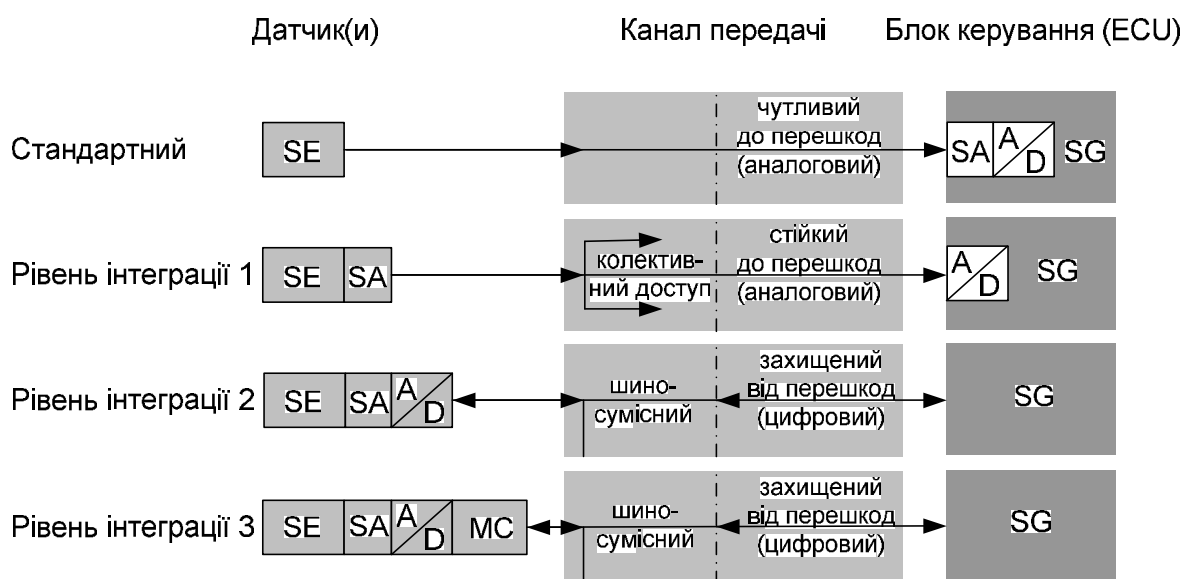 Датчик(и) Канал передачі Блок керування (ECU)
Стандартний
SE
чутливий
до перешкод
(аналоговий)
SA A/D SG
Рівень інтеграції 1
SE SA
колектив-
ний доступ
стійкий
до перешкод
(аналоговий)
A/D SG
Рівень інтеграції 2
SE SA A/D
шино-
сумісний
захищений
від перешкод
(цифровий)
SG
Рівень інтеграції 3
SE SA A/D MC
шино-
сумісний
захищений
від перешкод
(цифровий)
SG